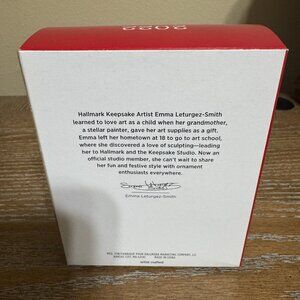 2022
Hallmark Keepsake Artist Emma Leturgez-Smith
learned to love art as a child when her grandmother,
a stellar painter, gave her art supplies as a gift.
Emma left her hometown at 18 to go to art school,
where she discovered a love of sculpting—leading
her to Hallmark and the Keepsake Studio. Now an
official studio member, she can't wait to share
her fun and festive style with ornament
enthusiasts everywhere.
Emma Leturgez-Smith